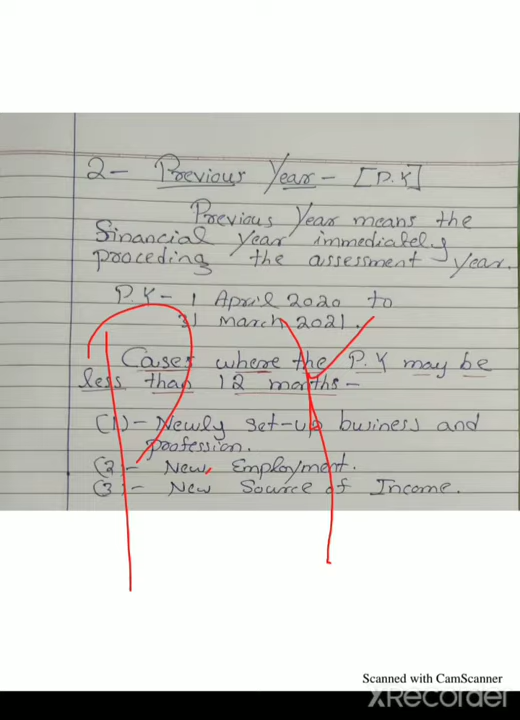 2- Previous Year - [P.Y]
Previous Year means the
financial year immediately
proceding the assessment year.
P.Y - 1 April 2020 to
31 march 2021.
Cases where the P.Y may be
less than 12 months-
(1)- Newly set-up business and
profession.
(2)- New Employment.
(3)- New Source of Income.
P Y
Scanned with CamScanner
XRecorder